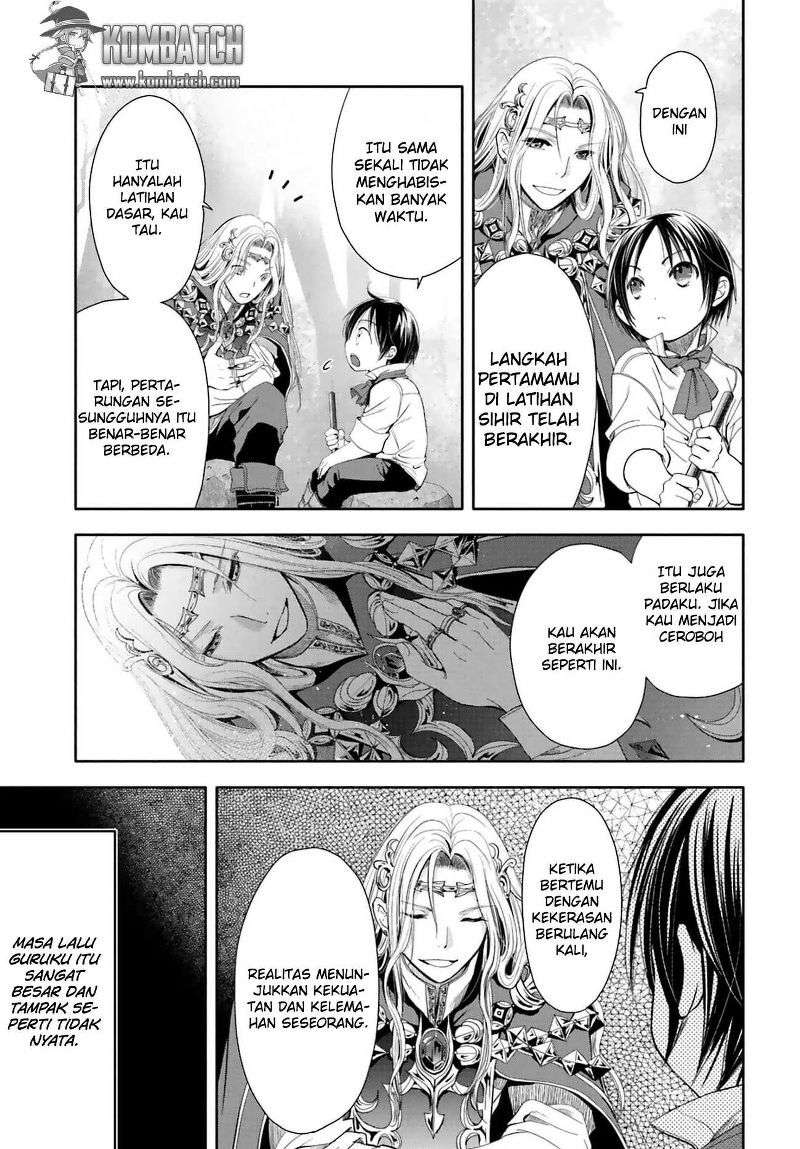 KOMBATCH
www.kombatch.com
DENGAN
INI
LANGKAH
PERTAMAMU
DI LATIHAN
SIHIR TELAH
BERAKHIR.
ITU SAMA
SEKALI TIDAK
MENGHABIS-
KAN BANYAK
WAKTU.
ITU
HANYALAH
LATIHAN
DASAR, KAU
TAU.
TAPI, PERTA-
RUNGAN SE-
SUNGGUHNYA ITU
BENAR-BENAR
BERBEDA.
ITU JUGA
BERLAKU
PADAKU. JIKA
KAU MENJADI
CEROBOH
KAU AKAN
BERAKHIR
SEPERTI INI.
KETIKA
BERTEMU
DENGAN
KEKERASAN
BERULANG
KALI,
REALITAS MENUN-
JUKKAN KEKUA-
TAN DAN KELEMA-
HAN SESEORANG.
MASA LALU
GURUKU ITU
SANGAT
BESAR DAN
TAMPAK SE-
PERTI TIDAK
NYATA.